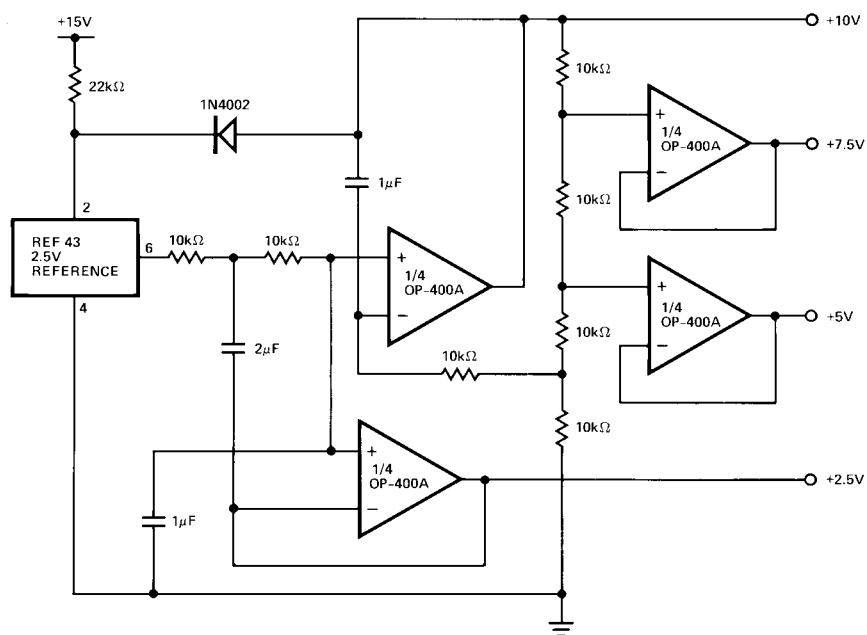 +15V
+10V
22kΩ
1N4002
10kΩ
+
1/4
OP-400A
−
+7.5V
1µF
10kΩ
2
REF 43
2.5V
REFERENCE
6
4
10kΩ
10kΩ
+
1/4
OP-400A
−
+
1/4
OP-400A
−
+5V
2µF
10kΩ
10kΩ
10kΩ
+
1/4
OP-400A
−
+2.5V
1µF